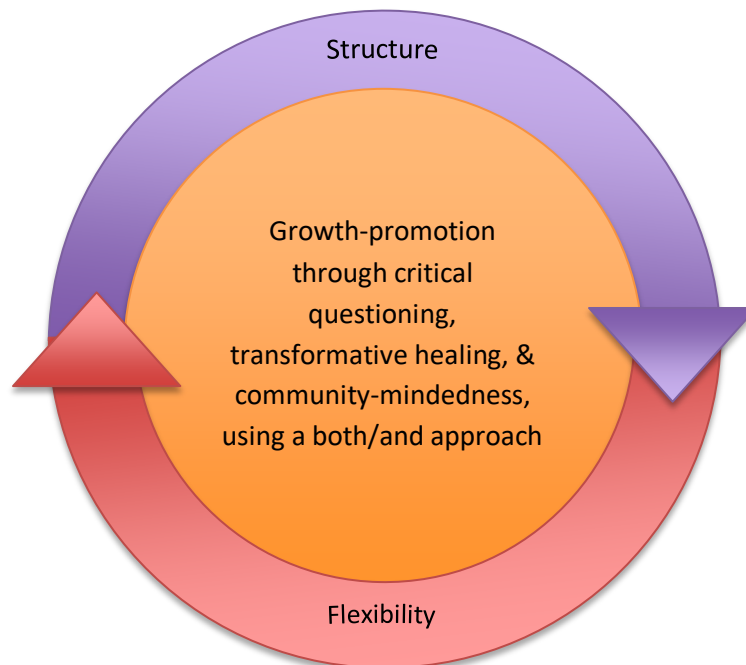 Structure
Growth-promotion
through critical
questioning,
transformative healing, &
community-mindedness,
using a both/and approach
Flexibility